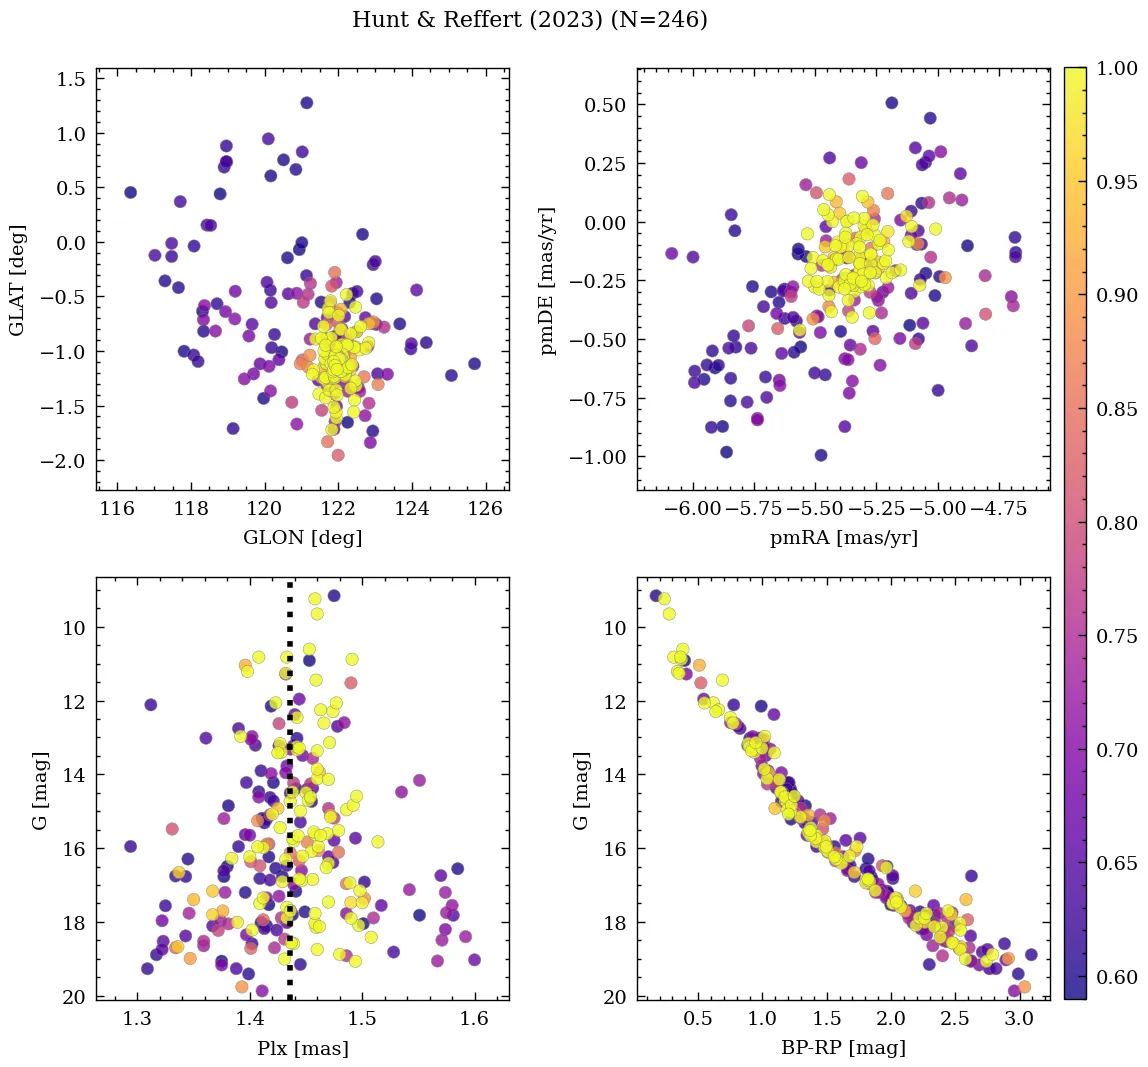 Hunt & Reffert (2023) (N=246)
1.5
1.0
0.5
0.0
−0.5
−1.0
−1.5
−2.0
GLAT [deg]
116 118 120 122 124 126
GLON [deg]
0.50
0.25
0.00
−0.25
−0.50
−0.75
−1.00
pmDE [mas/yr]
−6.00 −5.75 −5.50 −5.25 −5.00 −4.75
pmRA [mas/yr]
10
12
14
16
18
20
G [mag]
1.3 1.4 1.5 1.6
Plx [mas]
10
12
14
16
18
20
G [mag]
0.5 1.0 1.5 2.0 2.5 3.0
BP-RP [mag]
1.00
0.95
0.90
0.85
0.80
0.75
0.70
0.65
0.60